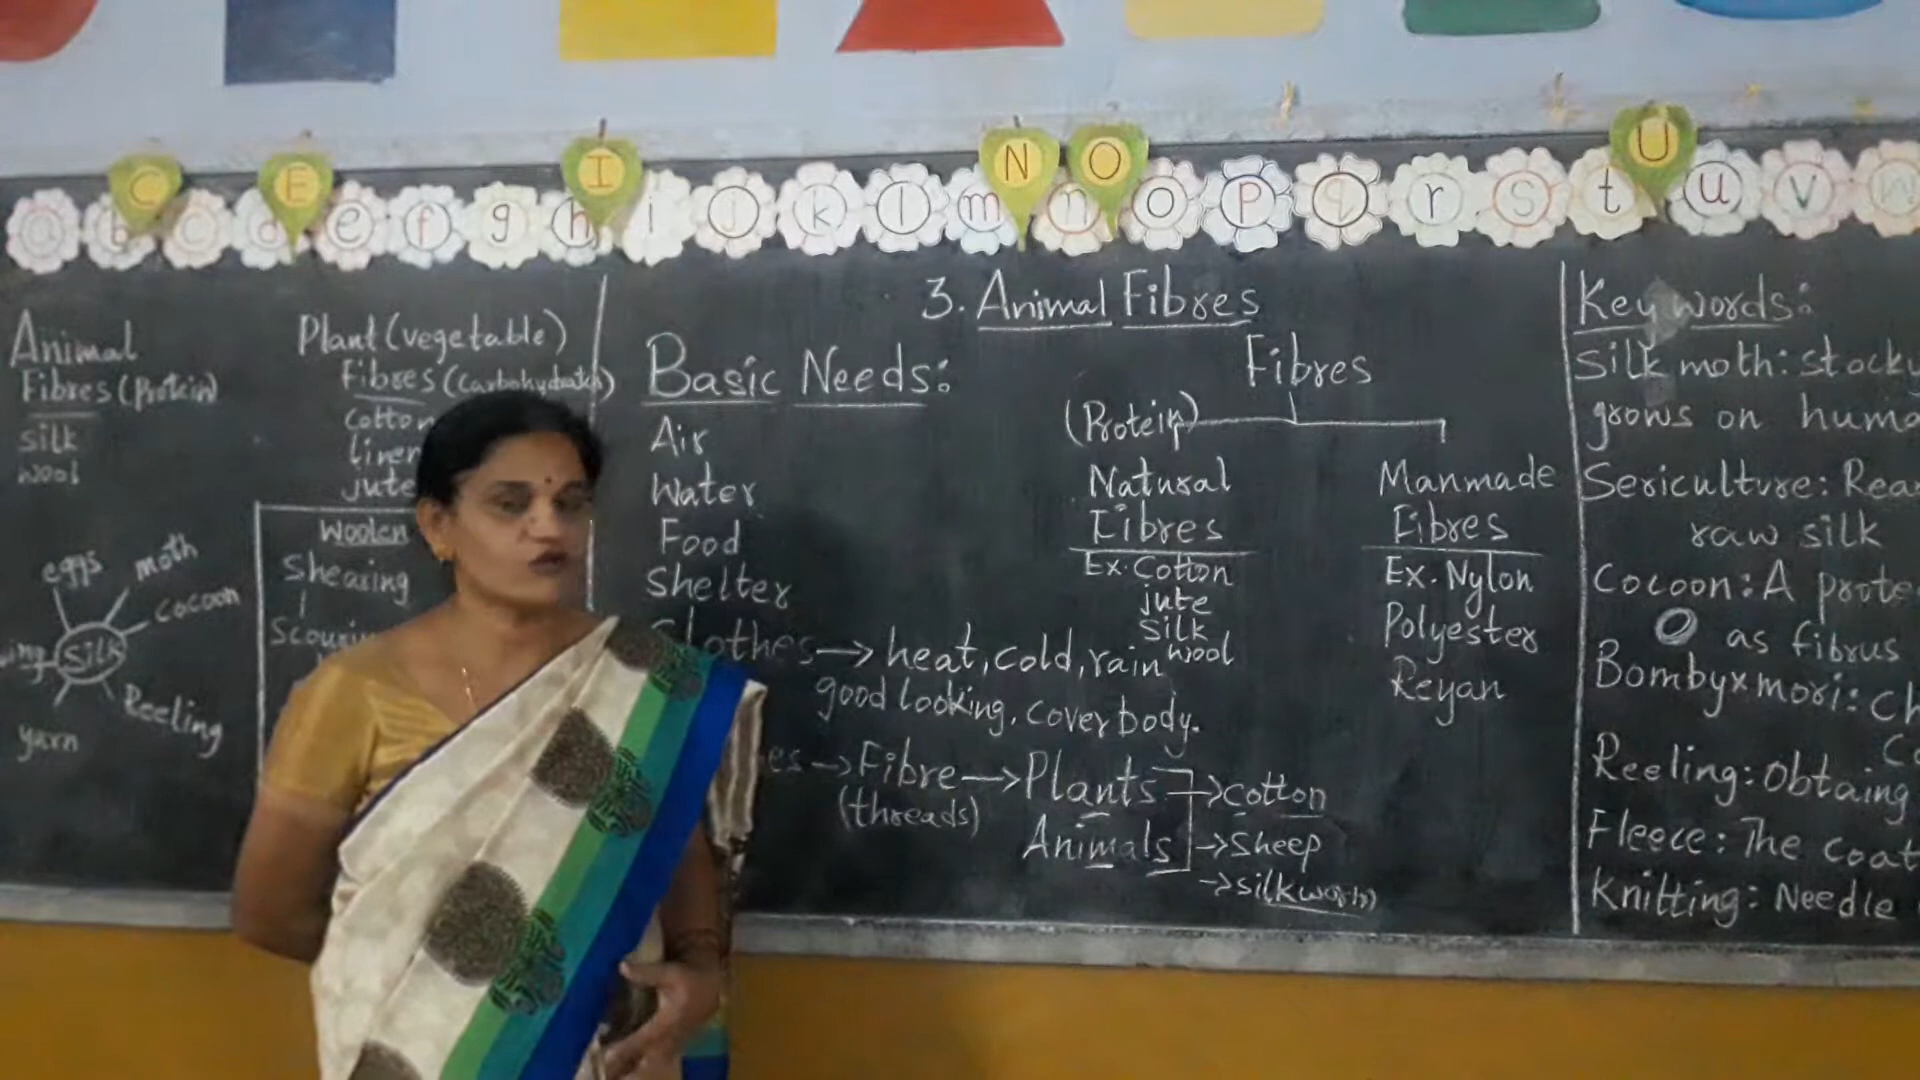 C E I N O U
a b c d e f g h i j k l m n o p q r s t u v w
3. Animal Fibres
Animal
Fibres (Protein)
silk
wool
Plant (vegetable)
Fibres (Carbohydrates)
cotton
linen
jute
eggs
moth
cocoon
silk
Reeling
yarn
Woolen
Shearing
Scouring
Basic Needs:
Air
Water
Food
Shelter
Clothes → heat, cold, rain
good looking, cover body.
→ Fibre → Plants → cotton
(threads)
Animals → Sheep
→ silkworm
Fibres
(Protein)
Natural
Fibres
Ex. Cotton
jute
silk
wool
Manmade
Fibres
Ex. Nylon
Polyester
Reyan
Key words:
Silk moth: stocky
grows on huma
Sericulture: Rear
raw silk
Cocoon: A prote
as fibrus
Bombyx mori: Ch
Reeling: Obtaing
Fleece: The coat
Knitting: Needle